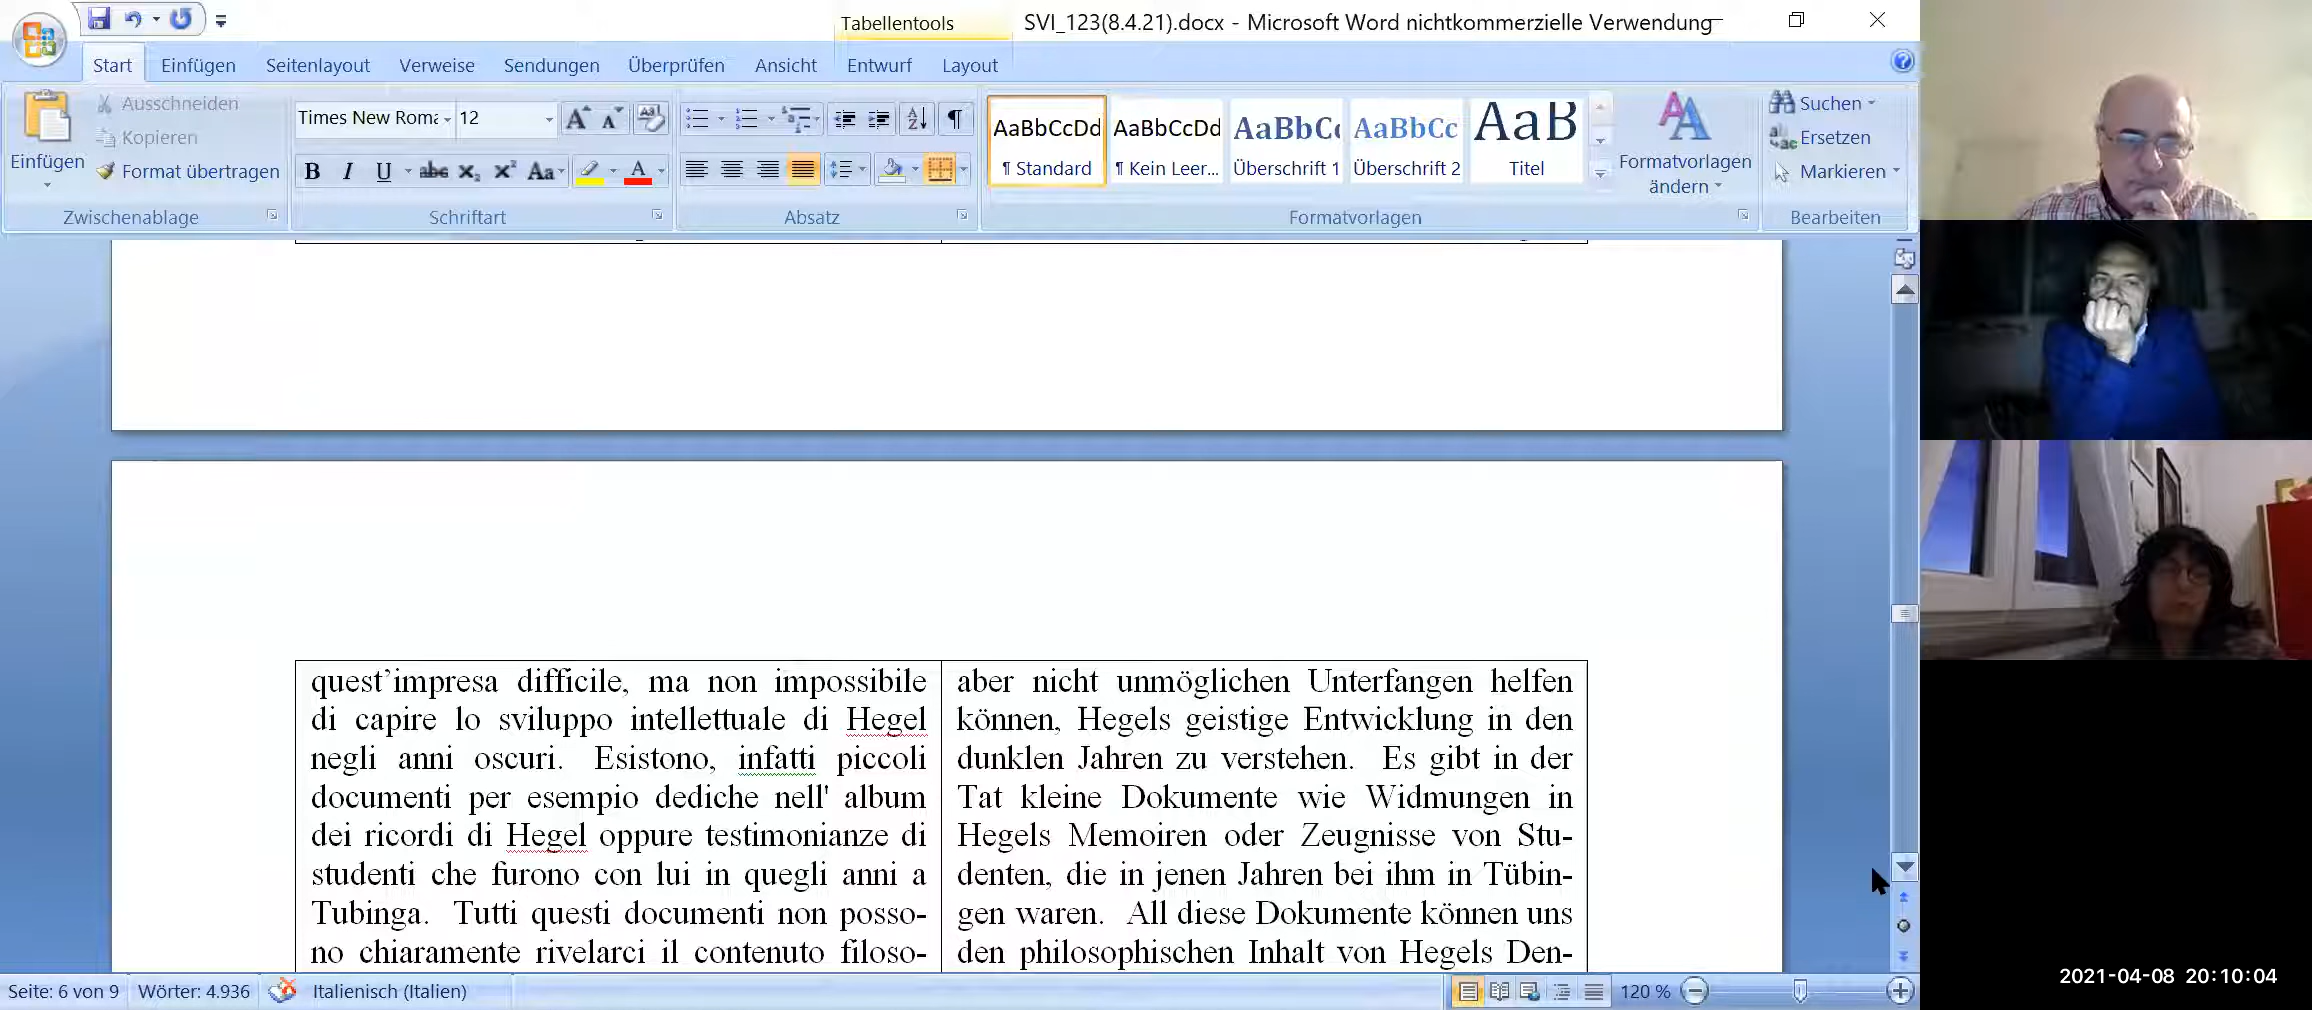 Tabellentools
SVI_123(8.4.21).docx - Microsoft Word nichtkommerzielle Verwendung
Start Einfügen Seitenlayout Verweise Sendungen Überprüfen Ansicht Entwurf Layout
Einfügen
Ausschneiden
Kopieren
Format übertragen
Zwischenablage
Times New Roma 12
Schriftart
Absatz
AaBbCcDd AaBbCcDd AaBbCc AaBbCc AaB
¶ Standard ¶ Kein Leer... Überschrift 1 Überschrift 2 Titel
Formatvorlagen
ändern
Formatvorlagen
Suchen
Ersetzen
Markieren
Bearbeiten
quest’impresa difficile, ma non impossibile
di capire lo sviluppo intellettuale di Hegel
negli anni oscuri. Esistono, infatti piccoli
documenti per esempio dediche nell' album
dei ricordi di Hegel oppure testimonianze di
studenti che furono con lui in quegli anni a
Tubinga. Tutti questi documenti non posso-
no chiaramente rivelarci il contenuto filoso-
aber nicht unmöglichen Unterfangen helfen
können, Hegels geistige Entwicklung in den
dunklen Jahren zu verstehen. Es gibt in der
Tat kleine Dokumente wie Widmungen in
Hegels Memoiren oder Zeugnisse von Stu-
denten, die in jenen Jahren bei ihm in Tübin-
gen waren. All diese Dokumente können uns
den philosophischen Inhalt von Hegels Den-
Seite: 6 von 9 Wörter: 4.936 Italienisch (Italien) 120 %
2021-04-08 20:10:04